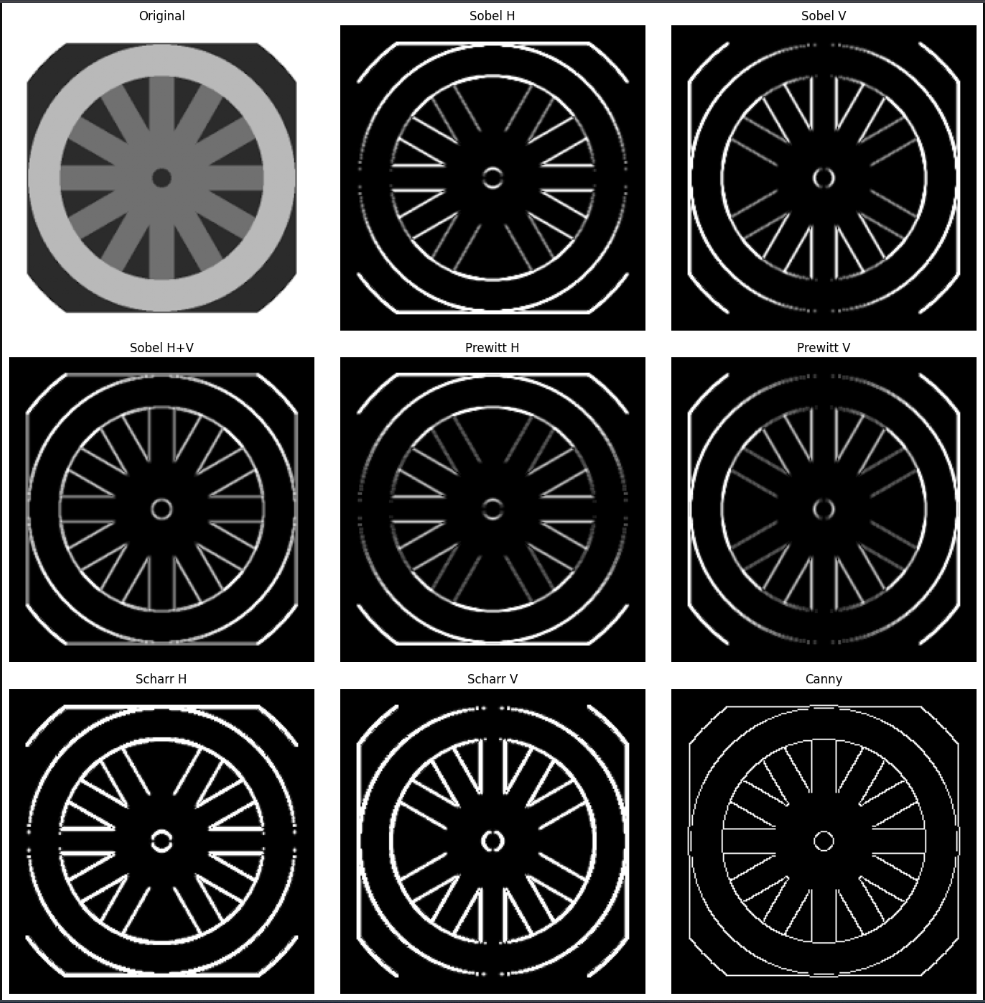 Original
Sobel H
Sobel V
Sobel H+V
Prewitt H
Prewitt V
Scharr H
Scharr V
Canny